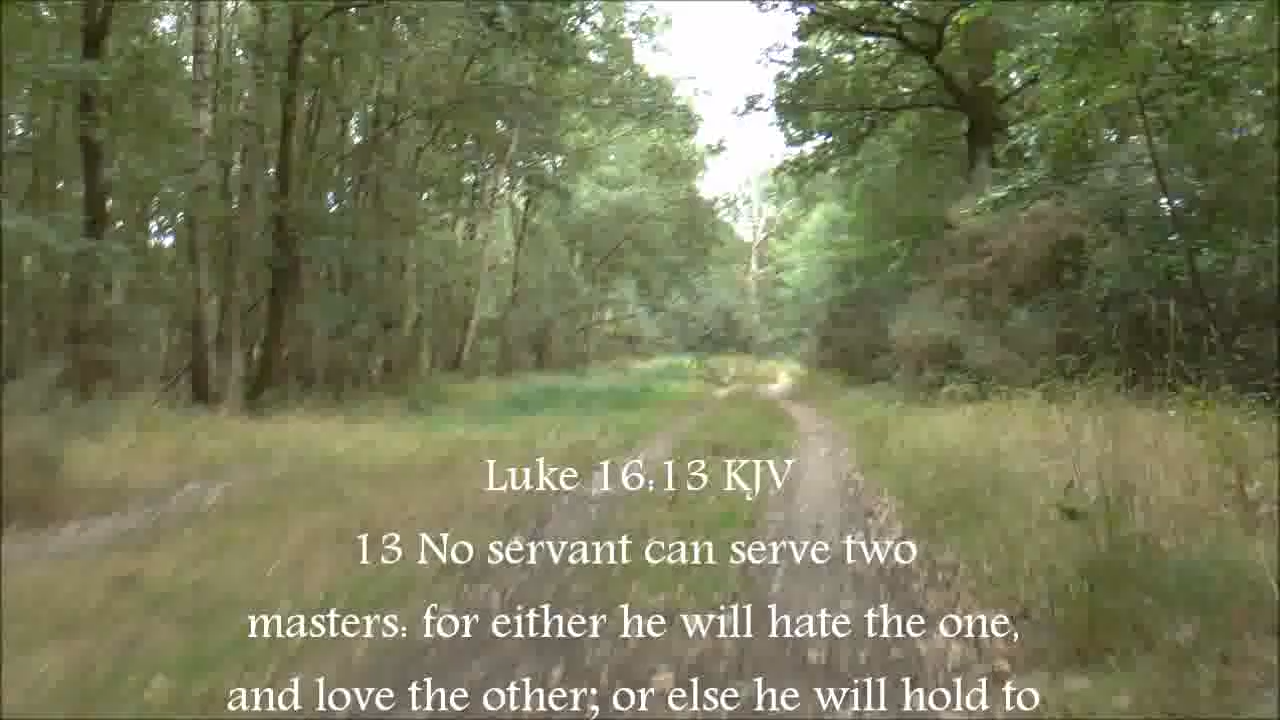 Luke 16:13 KJV
13 No servant can serve two
masters: for either he will hate the one,
and love the other; or else he will hold to